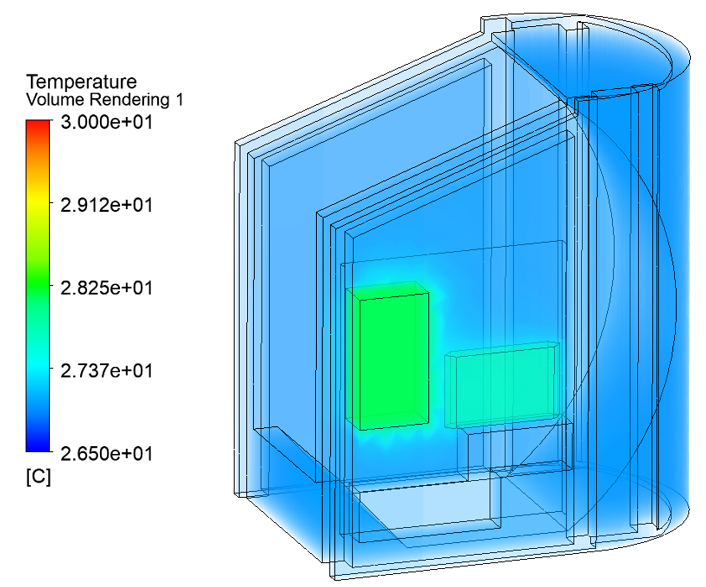 Temperature
Volume Rendering 1
3.000e+01
2.912e+01
2.825e+01
2.737e+01
2.650e+01
[C]